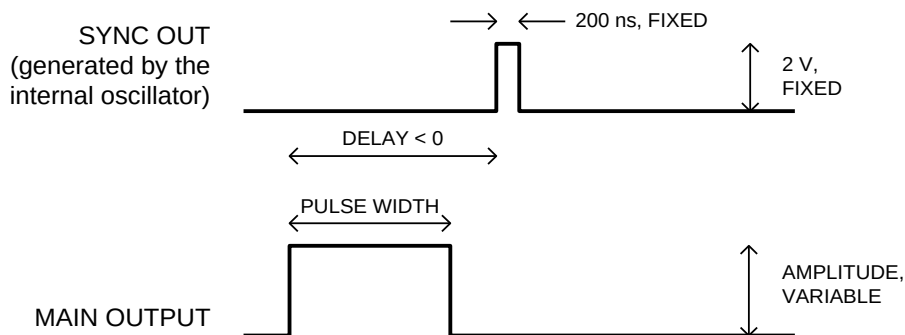 SYNC OUT
(generated by the
internal oscillator)
200 ns, FIXED
2 V,
FIXED
DELAY < 0
PULSE WIDTH
AMPLITUDE,
VARIABLE
MAIN OUTPUT